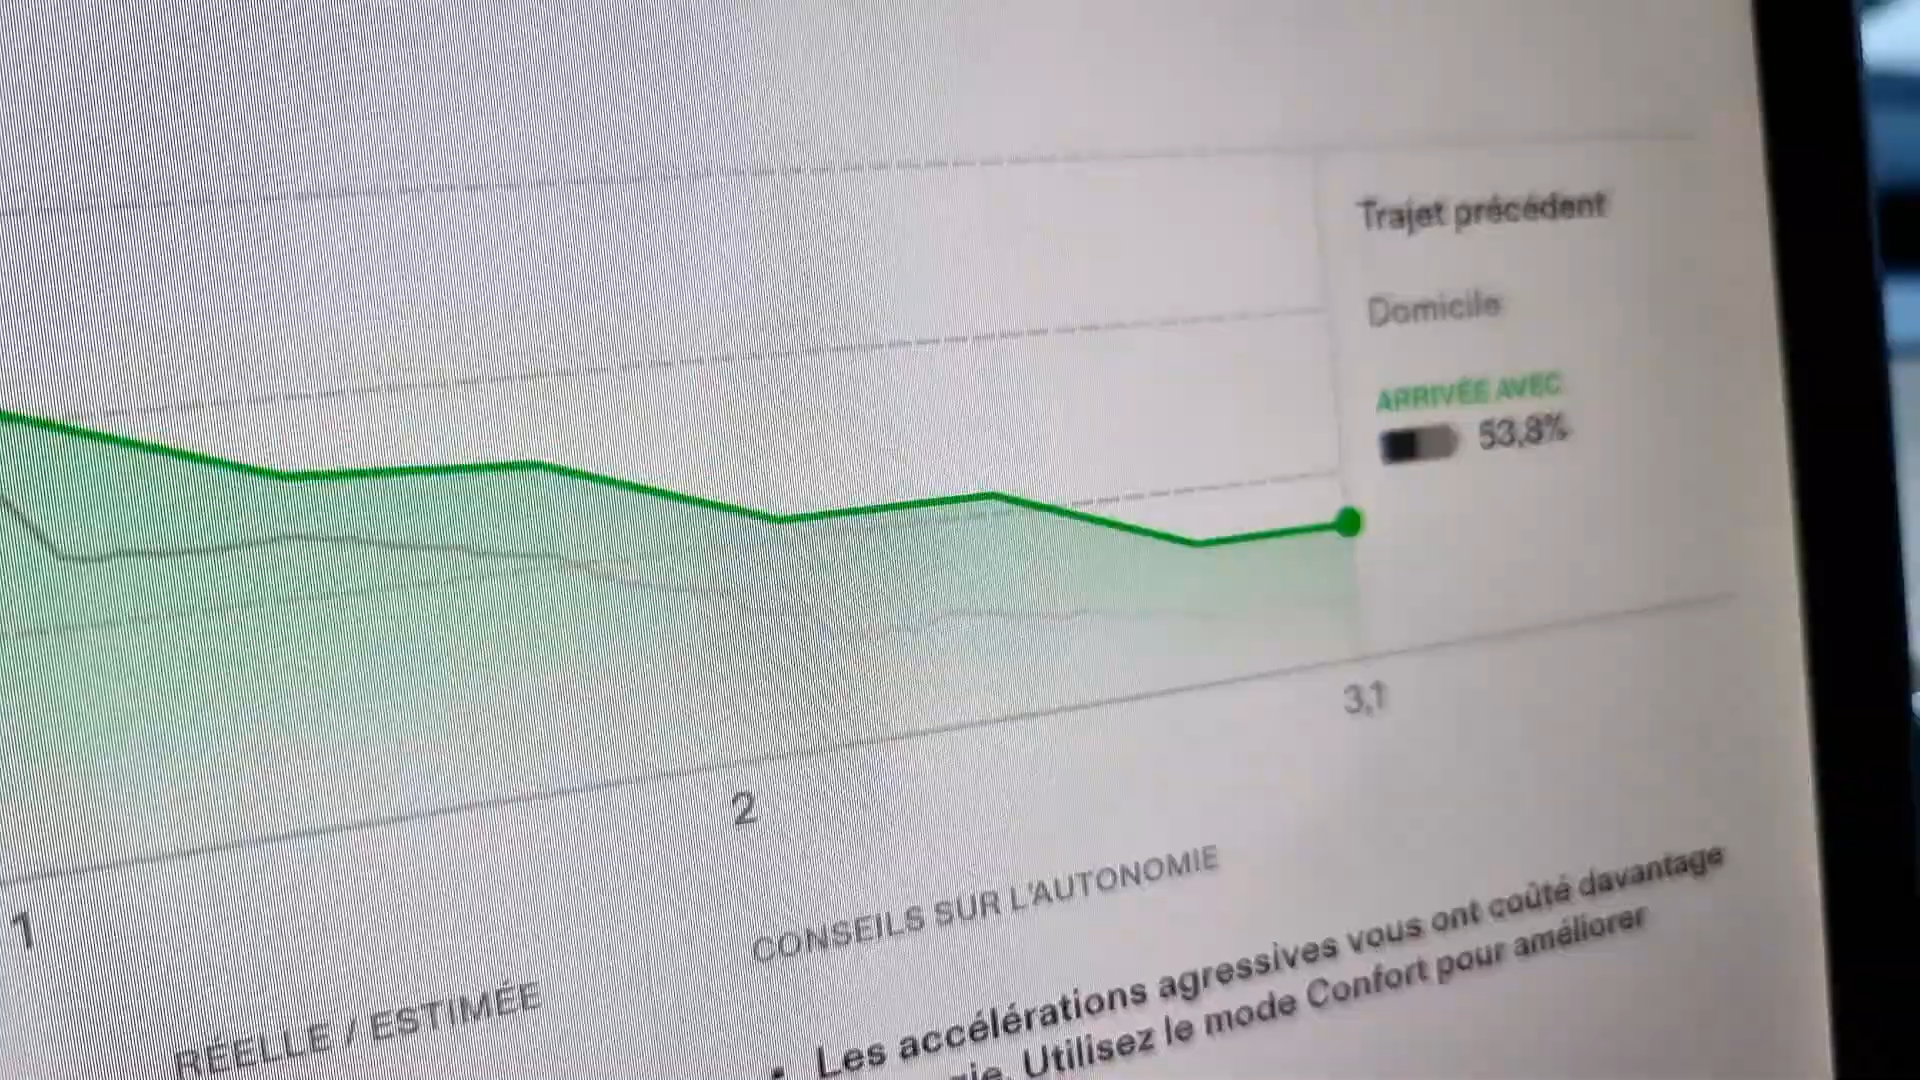 Trajet précédent
Domicile
ARRIVÉE AVEC
53,8%
1
2
3,1
RÉELLE / ESTIMÉE
CONSEILS SUR L'AUTONOMIE
• Les accélérations agressives vous ont coûté davantage
Utilisez le mode Confort pour améliorer